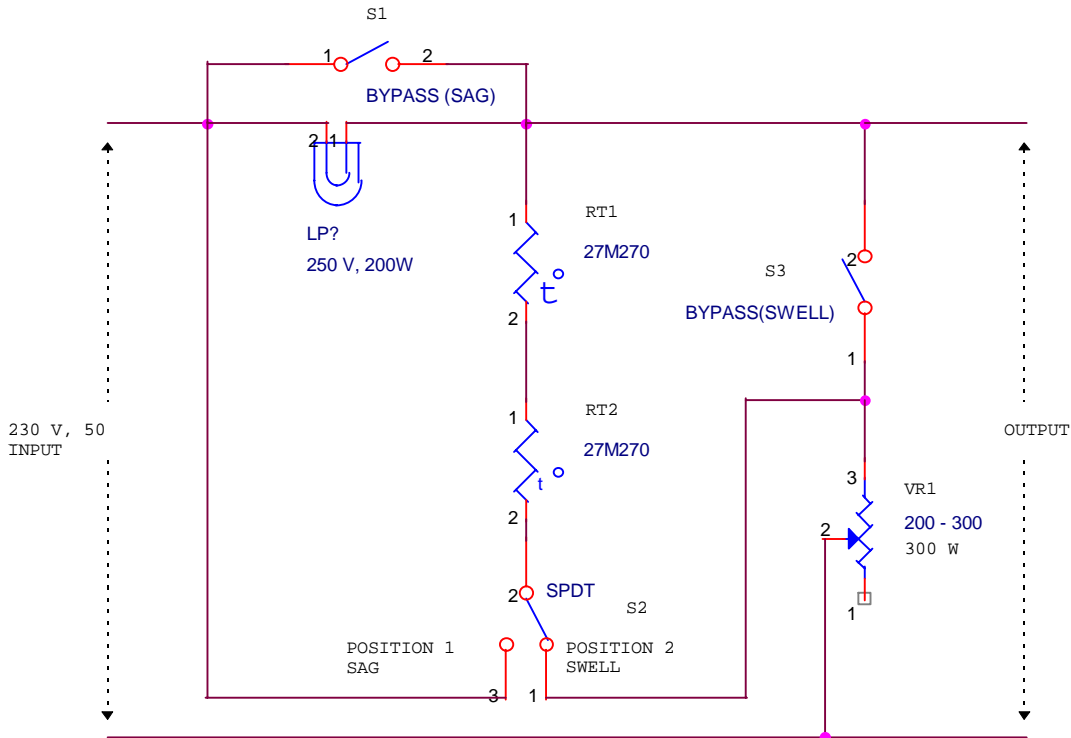 S1
1
2
BYPASS (SAG)
2 1
LP?
250 V, 200W
1
RT1
27M270
t
2
2
S3
BYPASS(SWELL)
1
1
RT2
27M270
t
2
230 V, 50
INPUT
OUTPUT
3
VR1
200 - 300
300 W
2
1
2
SPDT
S2
POSITION 1
SAG
POSITION 2
SWELL
3
1